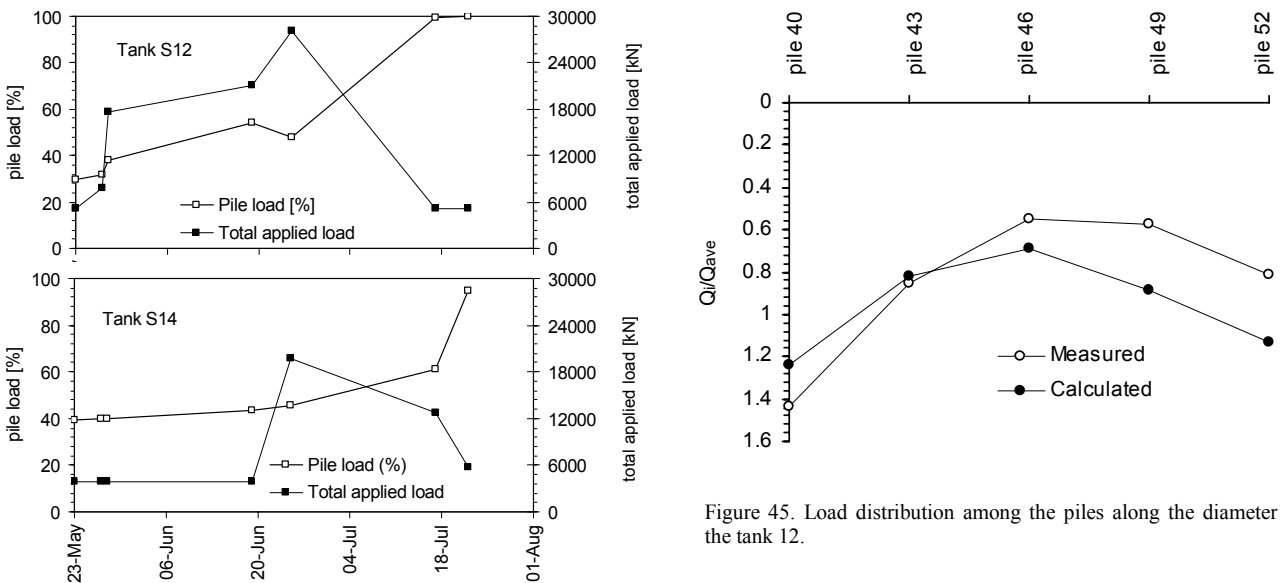 100
80
60
40
20
0
pile load [%]
Tank S12
Pile load [%]
Total applied load
30000
24000
18000
12000
6000
0
total applied load [kN]
100
80
60
40
20
0
pile load [%]
Tank S14
Pile load (%)
Total applied load
30000
24000
18000
12000
6000
0
total applied load [kN]
23-May
06-Jun
20-Jun
04-Jul
18-Jul
01-Aug
pile 40
pile 43
pile 46
pile 49
pile 52
0
0.2
0.4
0.6
0.8
1
1.2
1.4
1.6
Qi/Qave
Measured
Calculated
Figure 45. Load distribution among the piles along the diameter
the tank 12.